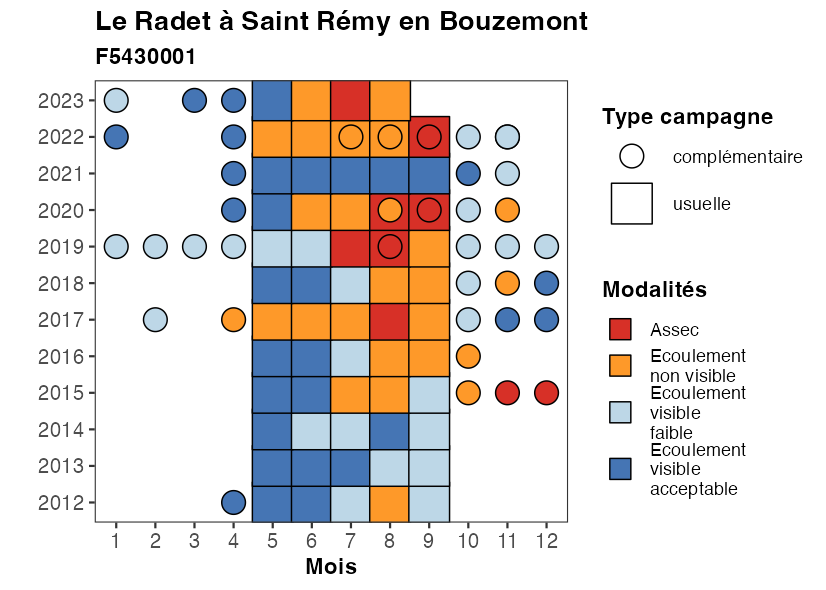 Le Radet à Saint Rémy en Bouzemont
F5430001
2023
2022
2021
2020
2019
2018
2017
2016
2015
2014
2013
2012
1 2 3 4 5 6 7 8 9 10 11 12
Mois
Type campagne
complémentaire
usuelle
Modalités
Assec
Ecoulement
non visible
Ecoulement
visible
faible
Ecoulement
visible
acceptable